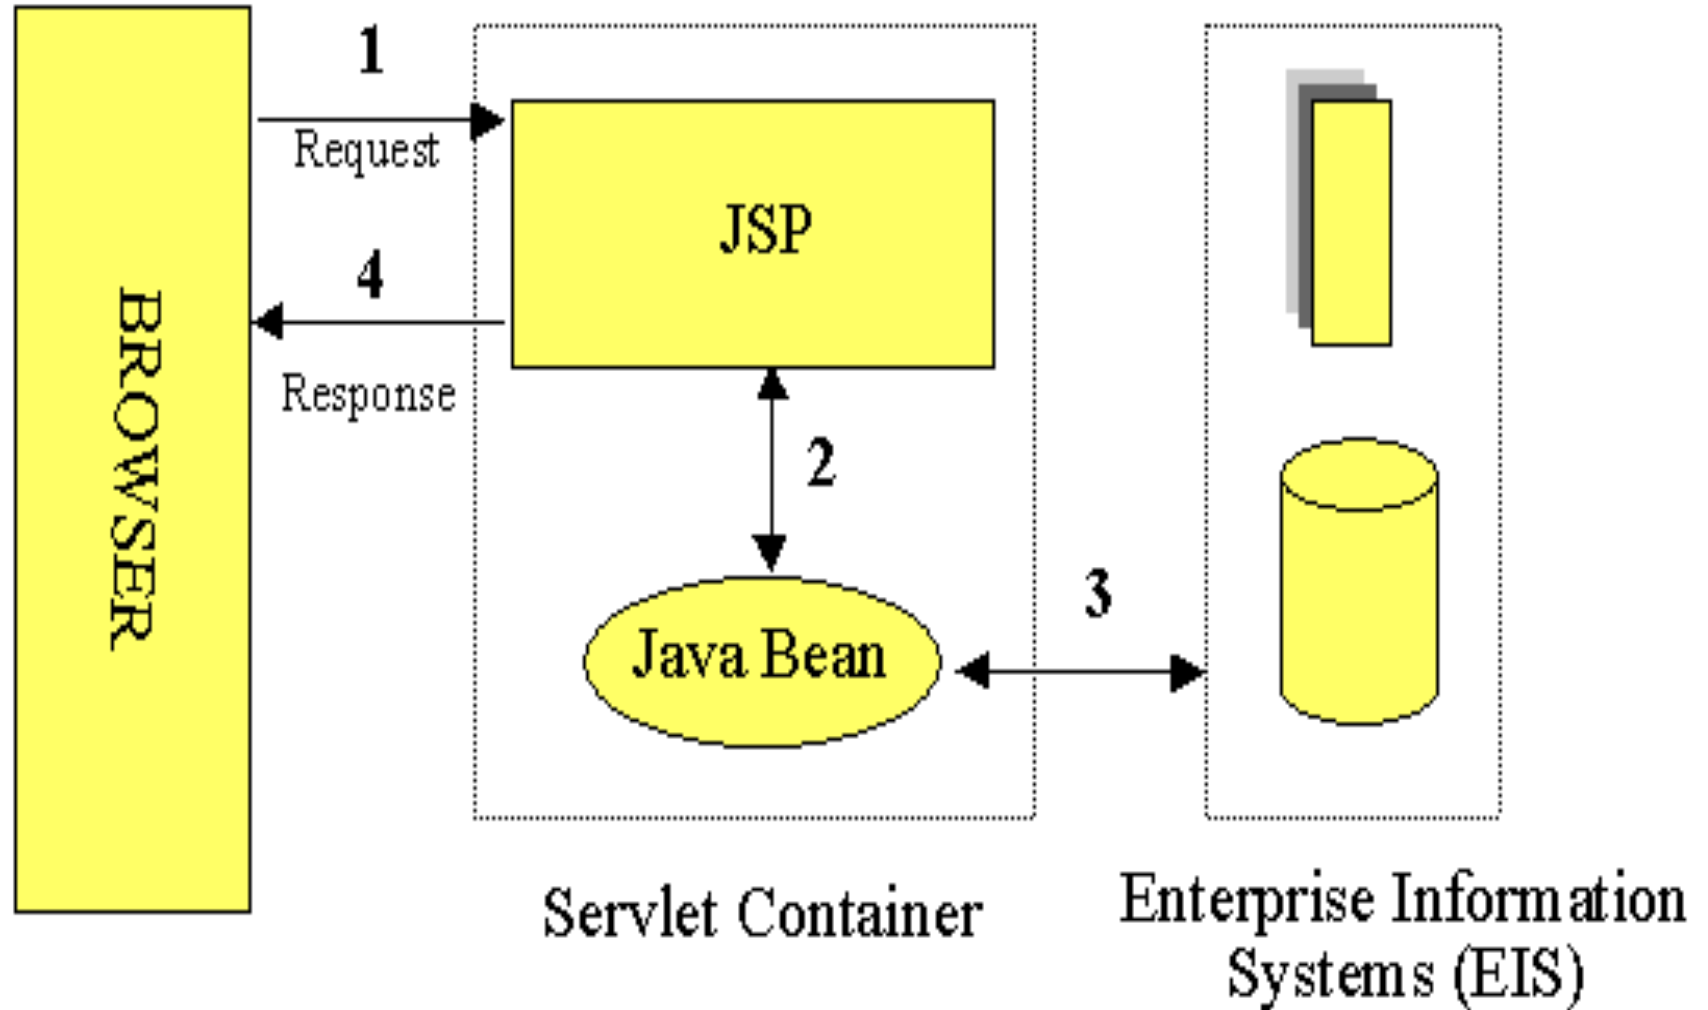 BROWSER
1
Request
4
Response
JSP
2
Java Bean
3
Servlet Container
Enterprise Information
Systems (EIS)